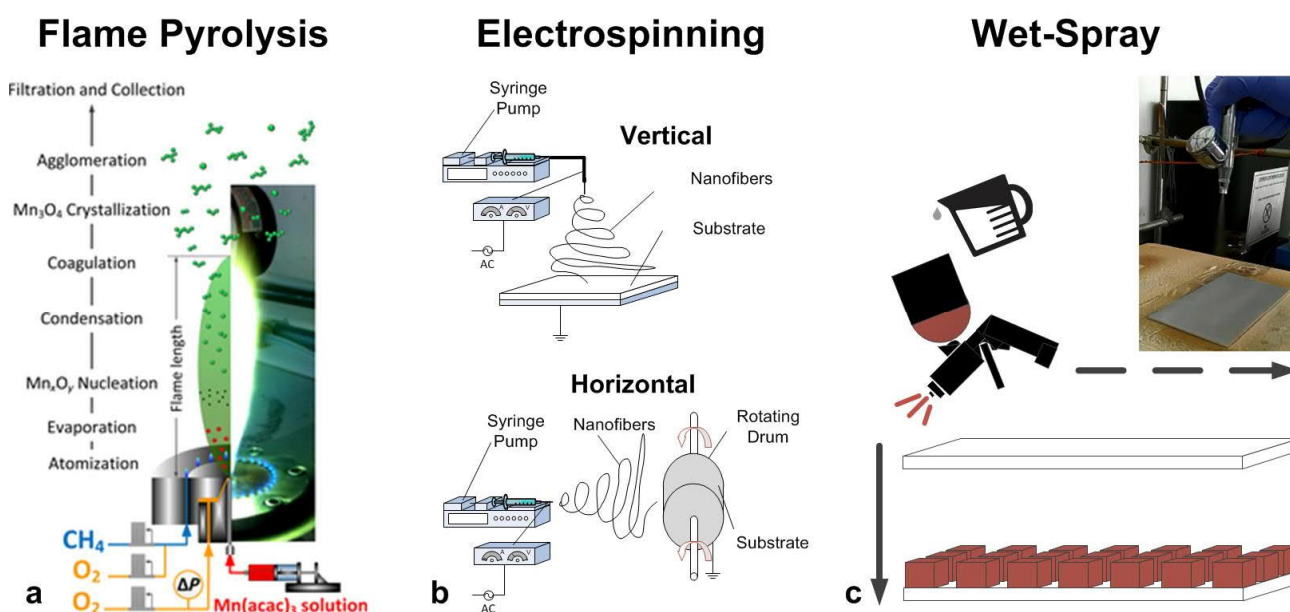 Flame Pyrolysis
Filtration and Collection
Agglomeration
Mn₃O₄ Crystallization
Coagulation
Condensation
MnₓOᵧ Nucleation
Evaporation
Atomization
Flame length
CH₄
O₂
O₂
ΔP
Mn(acac)₃ solution
a
Electrospinning
Syringe
Pump
Vertical
Nanofibers
Substrate
A
V
AC
Horizontal
Syringe
Pump
Nanofibers
Rotating
Drum
Substrate
A
V
AC
b
Wet-Spray
c